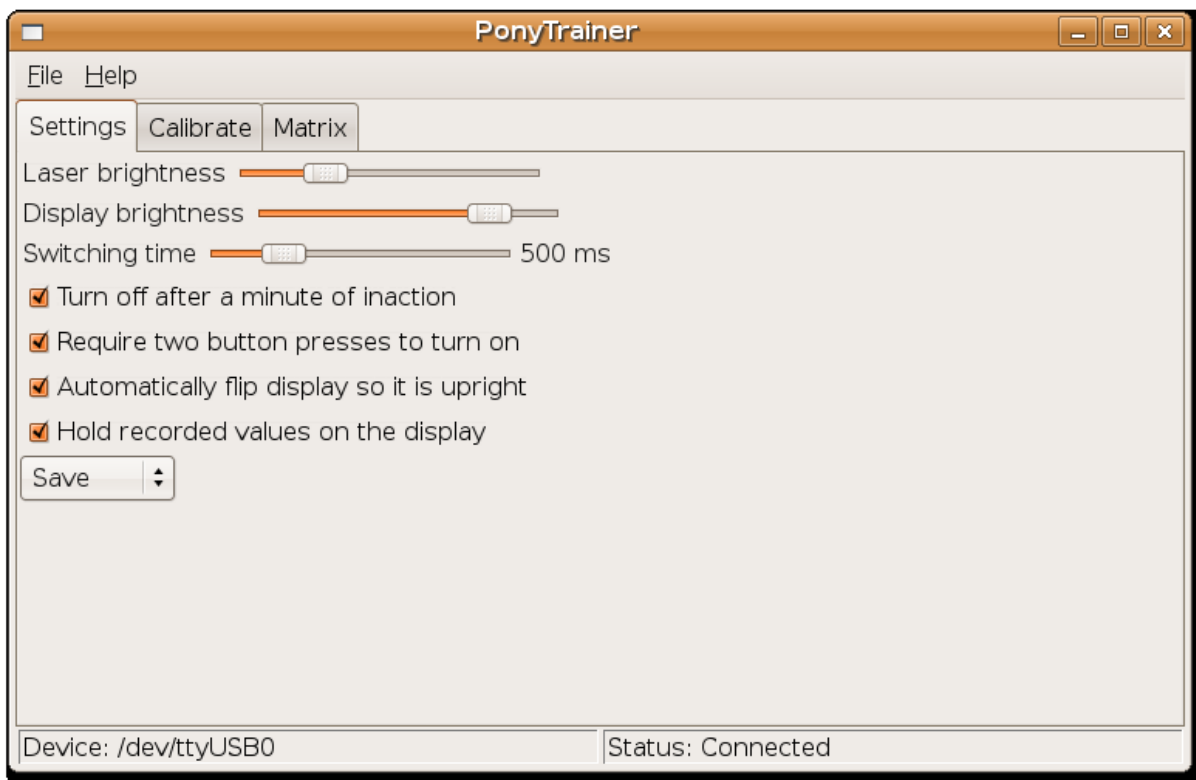 PonyTrainer
File Help
Settings Calibrate Matrix
Laser brightness
Display brightness
Switching time 500 ms
Turn off after a minute of inaction
Require two button presses to turn on
Automatically flip display so it is upright
Hold recorded values on the display
Save
Device: /dev/ttyUSB0 Status: Connected